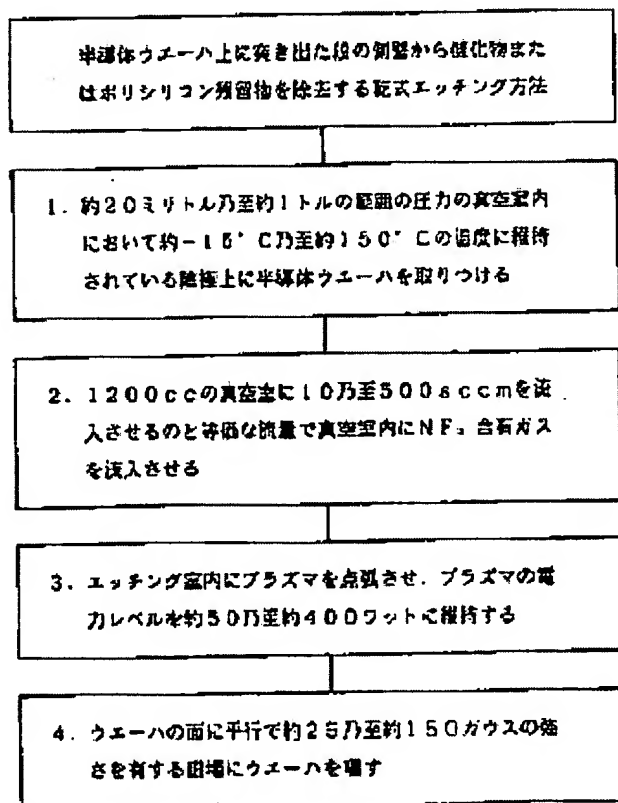 半導体ウエーハ上に突き出た段の側壁から酸化物また
はポリシリコン残留物を除去する乾式エッチング方法
1. 約20ミリトル乃至約1トルの範囲の圧力の真空室内
において約-15°C乃至約150°Cの温度に維持
されている陰極上に半導体ウエーハを取りつける
2. 1200ccの真空室に10乃至500sccmを流
入させるのと等価な流量で真空室内にNF₃ 含有ガス
を流入させる
3. エッチング室内にプラズマを点弧させ、プラズマの電
力レベルを約50乃至約400ワットに維持する
4. ウエーハの面に平行で約25乃至約150ガウスの強
さを有する磁場にウエーハを曝す